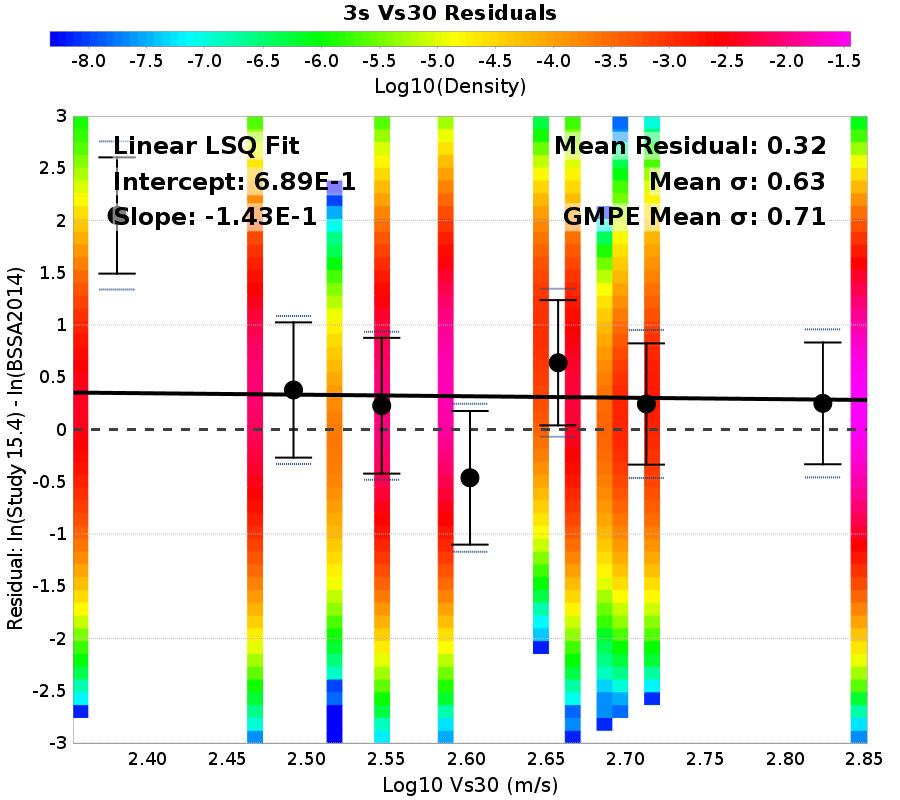 3s Vs30 Residuals
-8.0 -7.5 -7.0 -6.5 -6.0 -5.5 -5.0 -4.5 -4.0 -3.5 -3.0 -2.5 -2.0 -1.5
Log10(Density)
Linear LSQ Fit
Intercept: 6.89E-1
Slope: -1.43E-1
Mean Residual: 0.32
Mean σ: 0.63
GMPE Mean σ: 0.71
Residual: ln(Study 15.4) - ln(BSSA2014)
3
2.5
2
1.5
1
0.5
0
-0.5
-1
-1.5
-2
-2.5
-3
2.40 2.45 2.50 2.55 2.60 2.65 2.70 2.75 2.80 2.85
Log10 Vs30 (m/s)